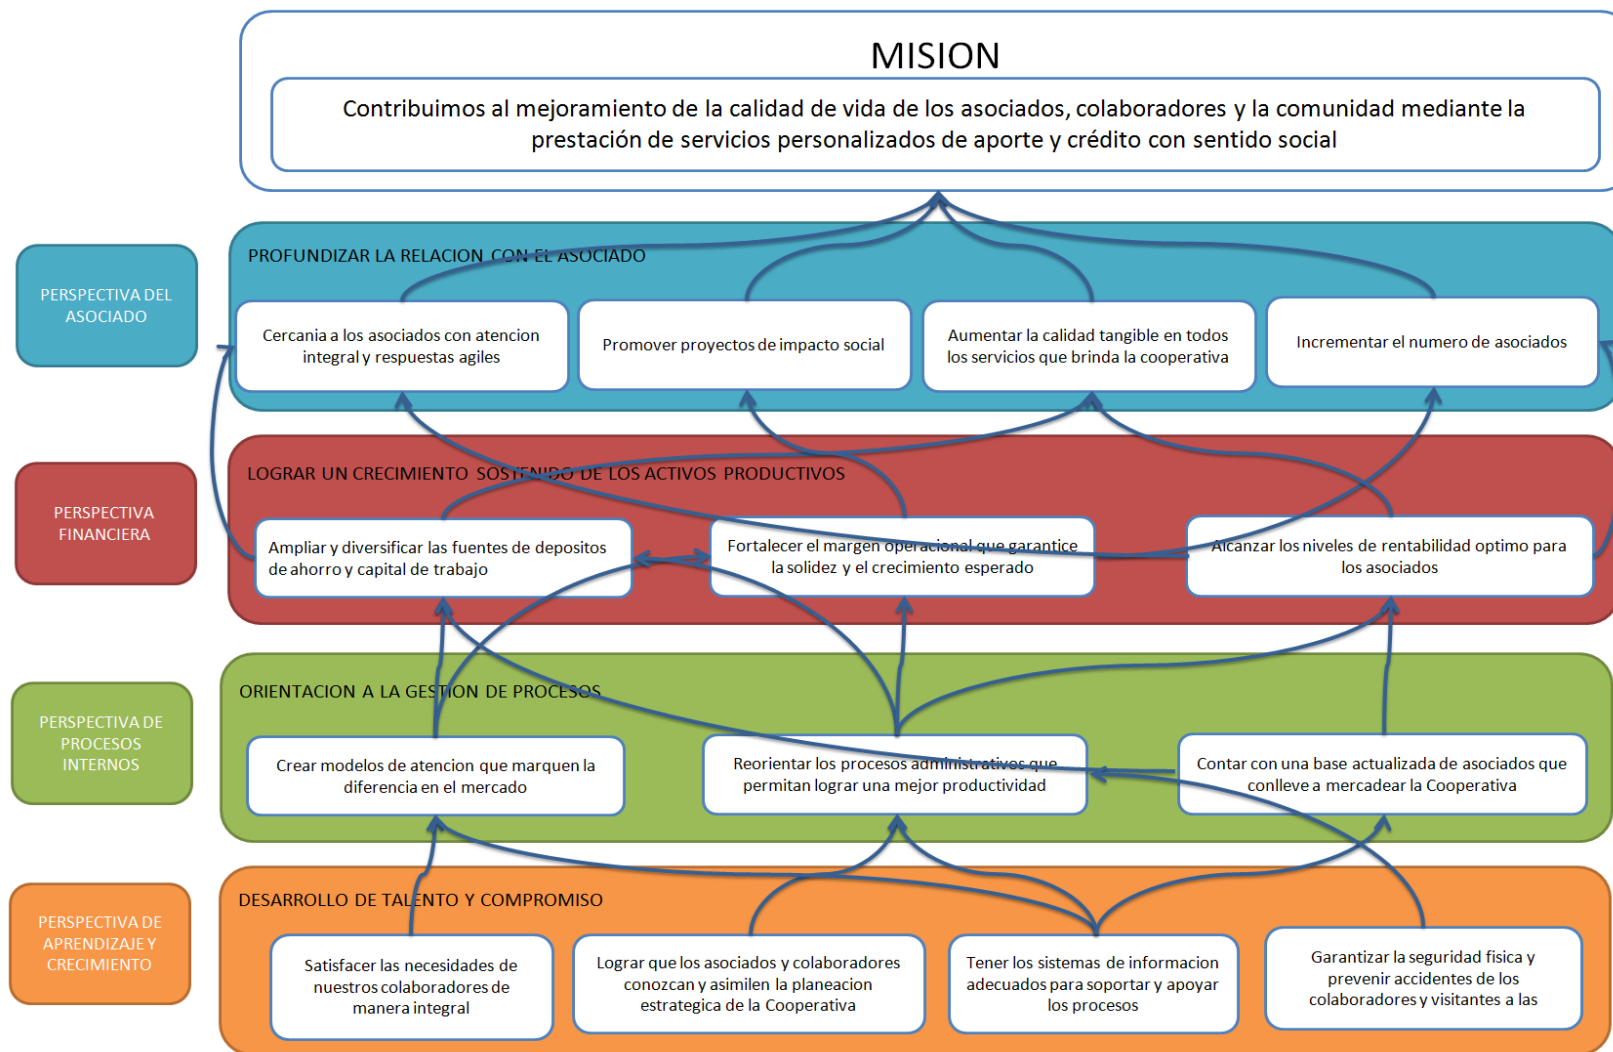 MISION
Contribuimos al mejoramiento de la calidad de vida de los asociados, colaboradores y la comunidad mediante la
prestación de servicios personalizados de aporte y crédito con sentido social
PERSPECTIVA DEL
ASOCIADO
PROFUNDIZAR LA RELACION CON EL ASOCIADO
Cercania a los asociados con atencion
integral y respuestas agiles
Promover proyectos de impacto social
Aumentar la calidad tangible en todos
los servicios que brinda la cooperativa
Incrementar el numero de asociados
PERSPECTIVA
FINANCIERA
LOGRAR UN CRECIMIENTO SOSTENIDO DE LOS ACTIVOS PRODUCTIVOS
Ampliar y diversificar las fuentes de depositos
de ahorro y capital de trabajo
Fortalecer el margen operacional que garantice
la solidez y el crecimiento esperado
Alcanzar los niveles de rentabilidad optimo para
los asociados
PERSPECTIVA DE
PROCESOS
INTERNOS
ORIENTACION A LA GESTION DE PROCESOS
Crear modelos de atencion que marquen la
diferencia en el mercado
Reorientar los procesos administrativos que
permitan lograr una mejor productividad
Contar con una base actualizada de asociados que
conlleve a mercadear la Cooperativa
PERSPECTIVA DE
APRENDIZAJE Y
CRECIMIENTO
DESARROLLO DE TALENTO Y COMPROMISO
Satisfacer las necesidades de
nuestros colaboradores de
manera integral
Lograr que los asociados y colaboradores
conozcan y asimilen la planeacion
estrategica de la Cooperativa
Tener los sistemas de informacion
adecuados para soportar y apoyar
los procesos
Garantizar la seguridad fisica y
prevenir accidentes de los
colaboradores y visitantes a las